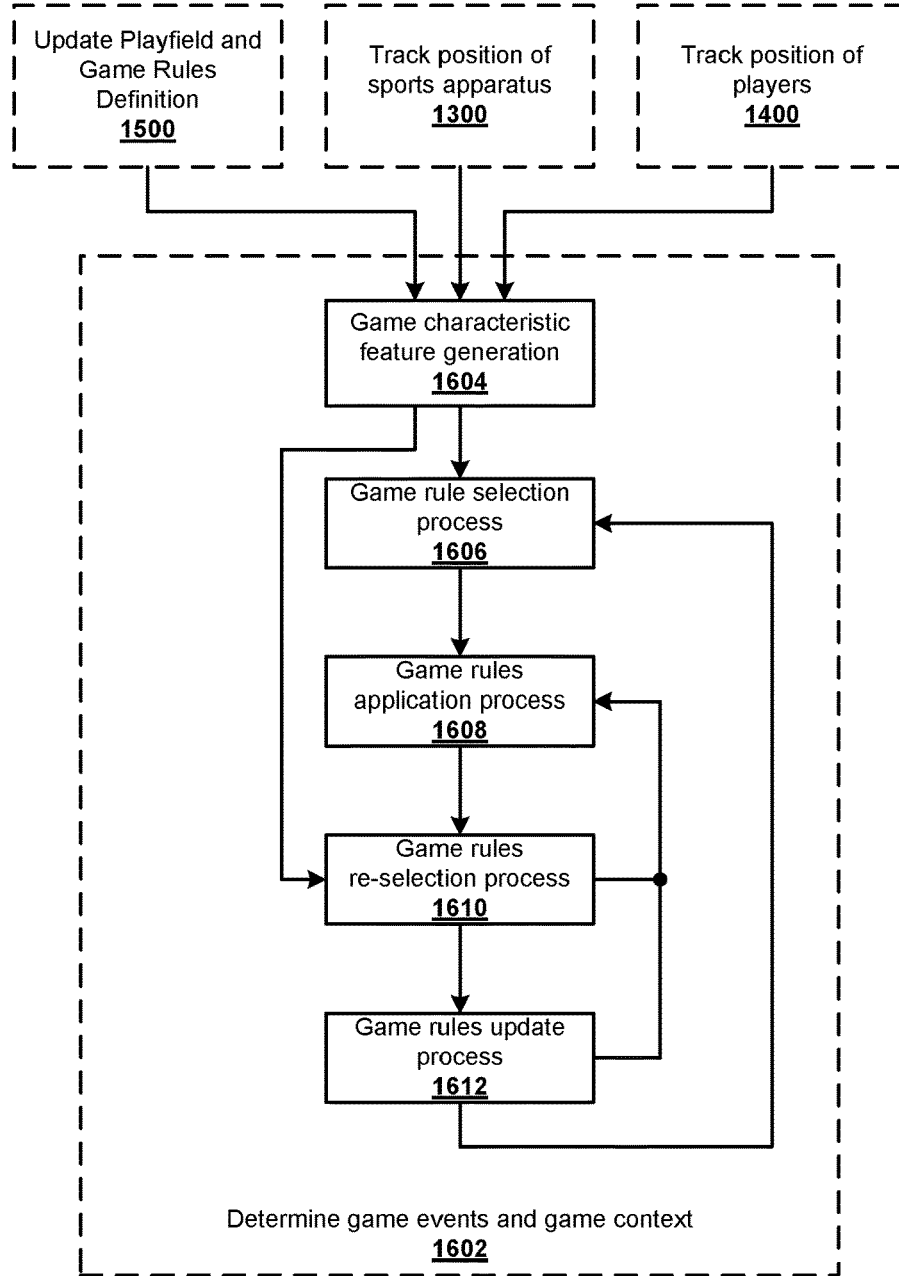 Update Playfield and
Game Rules
Definition
1500
Track position of
sports apparatus
1300
Track position of
players
1400
Game characteristic
feature generation
1604
Game rule selection
process
1606
Game rules
application process
1608
Game rules
re-selection process
1610
Game rules update
process
1612
Determine game events and game context
1602